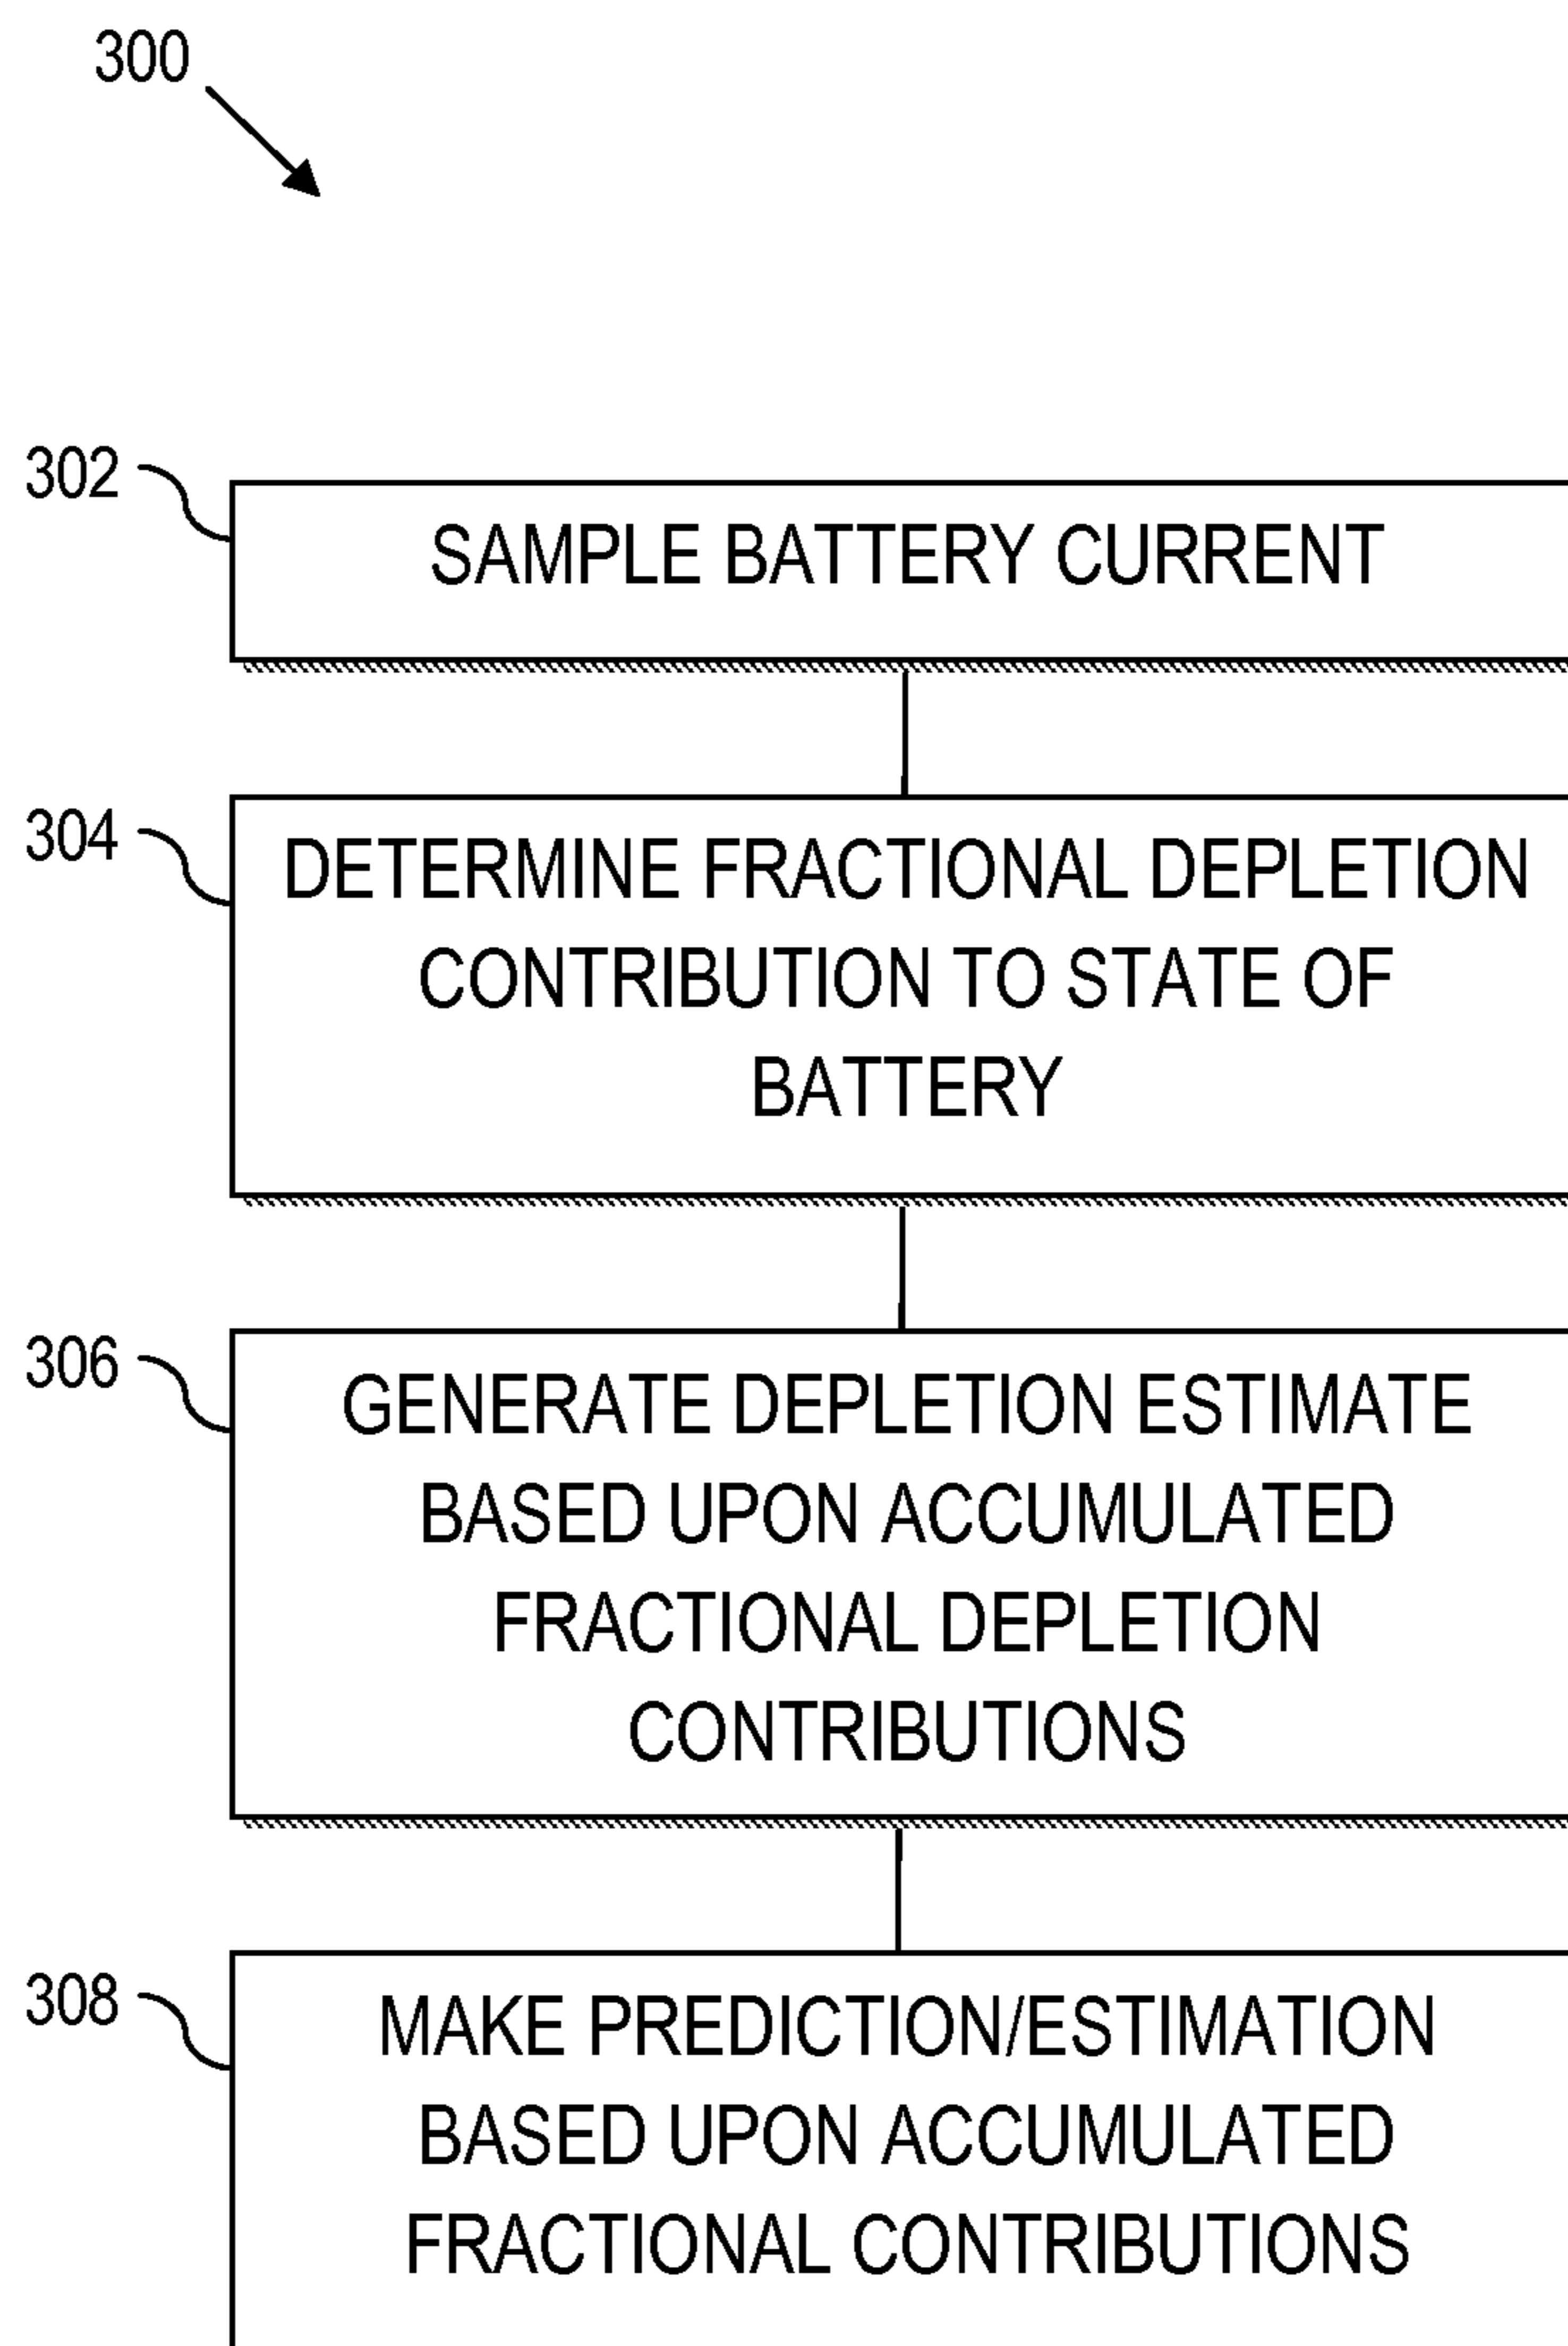 300
302
SAMPLE BATTERY CURRENT
304
DETERMINE FRACTIONAL DEPLETION
CONTRIBUTION TO STATE OF
BATTERY
306
GENERATE DEPLETION ESTIMATE
BASED UPON ACCUMULATED
FRACTIONAL DEPLETION
CONTRIBUTIONS
308
MAKE PREDICTION/ESTIMATION
BASED UPON ACCUMULATED
FRACTIONAL CONTRIBUTIONS